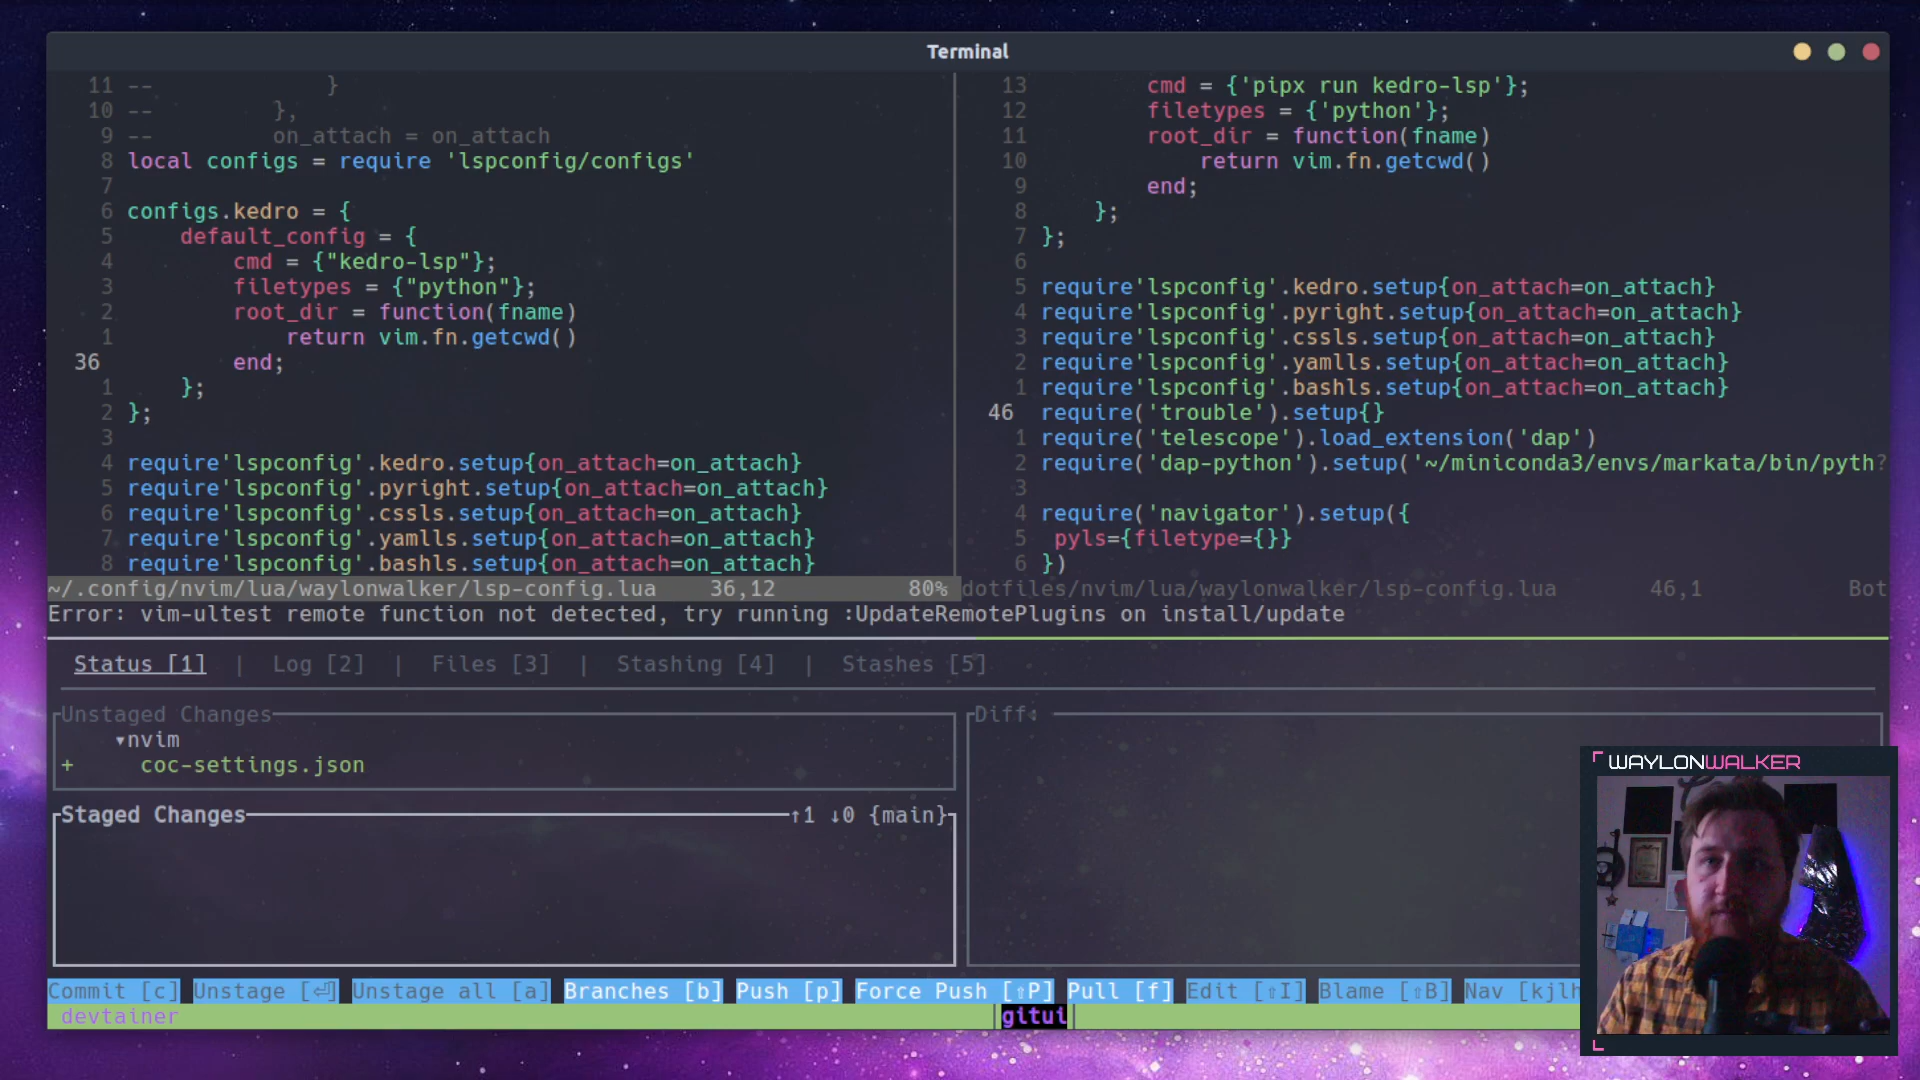 Terminal
11 -- }
10 -- },
9 -- on_attach = on_attach
8 local configs = require 'lspconfig/configs'
7
6 configs.kedro = {
5 default_config = {
4 cmd = {"kedro-lsp"};
3 filetypes = {"python"};
2 root_dir = function(fname)
1 return vim.fn.getcwd()
36 end;
1 };
2 };
3
4 require'lspconfig'.kedro.setup{on_attach=on_attach}
5 require'lspconfig'.pyright.setup{on_attach=on_attach}
6 require'lspconfig'.cssls.setup{on_attach=on_attach}
7 require'lspconfig'.yamlls.setup{on_attach=on_attach}
8 require'lspconfig'.bashls.setup{on_attach=on_attach}
~/.config/nvim/lua/waylonwalker/lsp-config.lua 36,12 80%
13 cmd = {'pipx run kedro-lsp'};
12 filetypes = {'python'};
11 root_dir = function(fname)
10 return vim.fn.getcwd()
9 end;
8 };
7 };
6
5 require'lspconfig'.kedro.setup{on_attach=on_attach}
4 require'lspconfig'.pyright.setup{on_attach=on_attach}
3 require'lspconfig'.cssls.setup{on_attach=on_attach}
2 require'lspconfig'.yamlls.setup{on_attach=on_attach}
1 require'lspconfig'.bashls.setup{on_attach=on_attach}
46 require('trouble').setup{}
1 require('telescope').load_extension('dap')
2 require('dap-python').setup('~/miniconda3/envs/markata/bin/pyth?
3
4 require('navigator').setup({
5 pyls={filetype={}}
6 })
dotfiles/nvim/lua/waylonwalker/lsp-config.lua 46,1 Bot
Error: vim-ultest remote function not detected, try running :UpdateRemotePlugins on install/update
Status [1] | Log [2] | Files [3] | Stashing [4] | Stashes [5]
Unstaged Changes
▾nvim
+ coc-settings.json
Staged Changes ↑1 ↓0 {main}
Diff:
WAYLONWALKER
Commit [c] Unstage [⏎] Unstage all [a] Branches [b] Push [p] Force Push [⇧P] Pull [f] Edit [⇧I] Blame [⇧B] Nav [kjlh
devtainer |gitui|